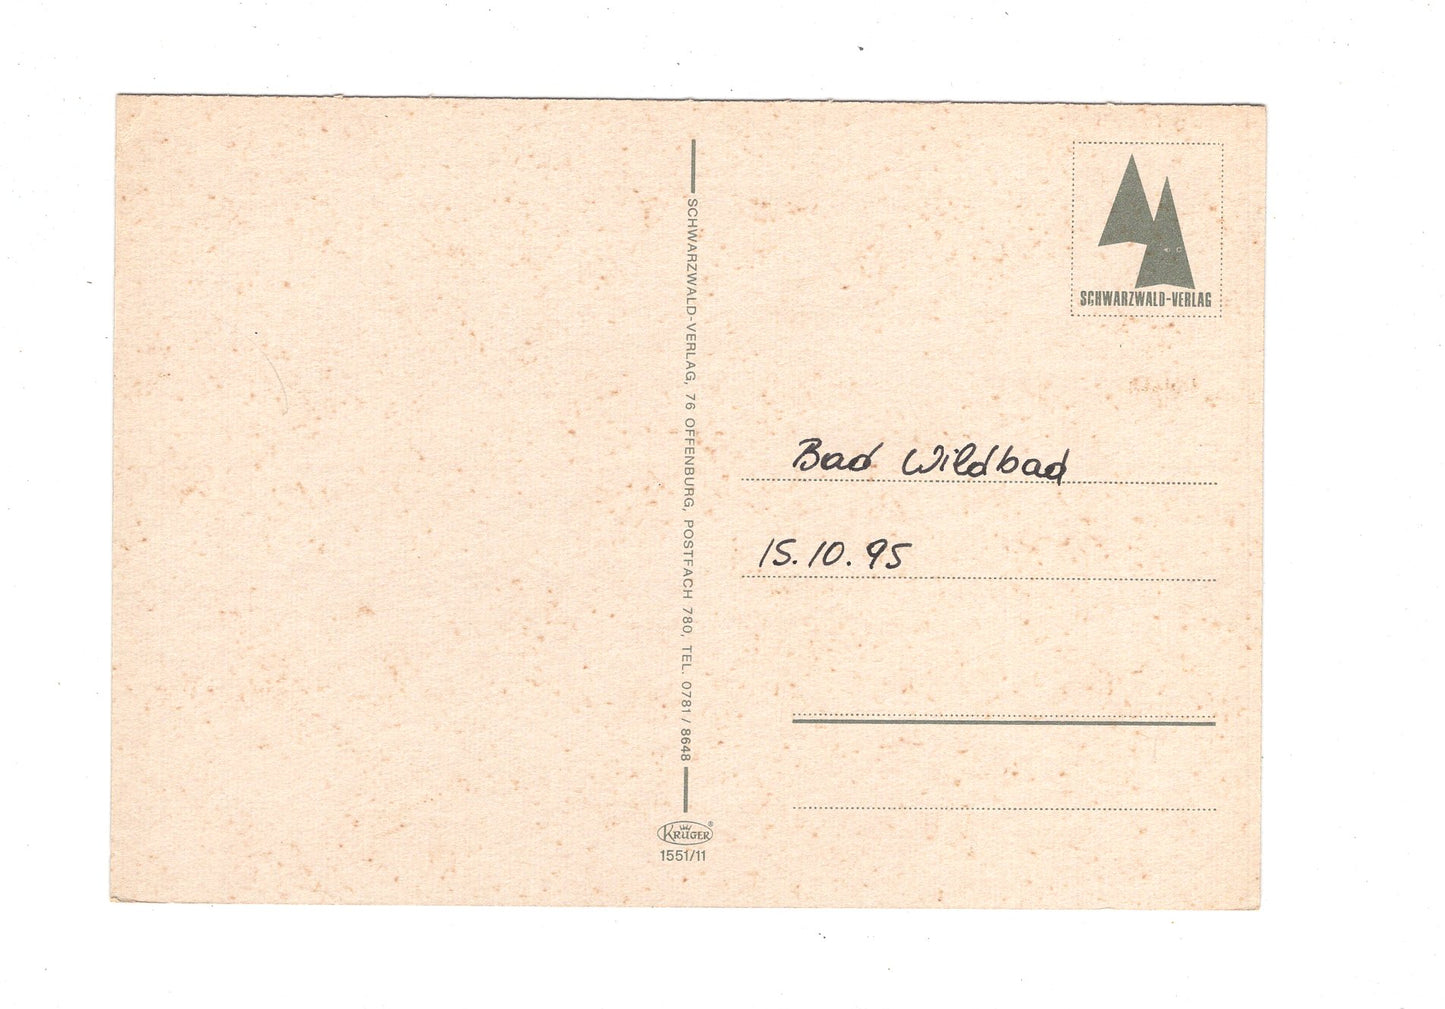 SCHWARZWALD-VERLAG
SCHWARZWALD-VERLAG, 76 OFFENBURG, POSTFACH 780, TEL. 0781 / 8648
Bad Wildbad
15.10.95
KRÜGER®
1551/11